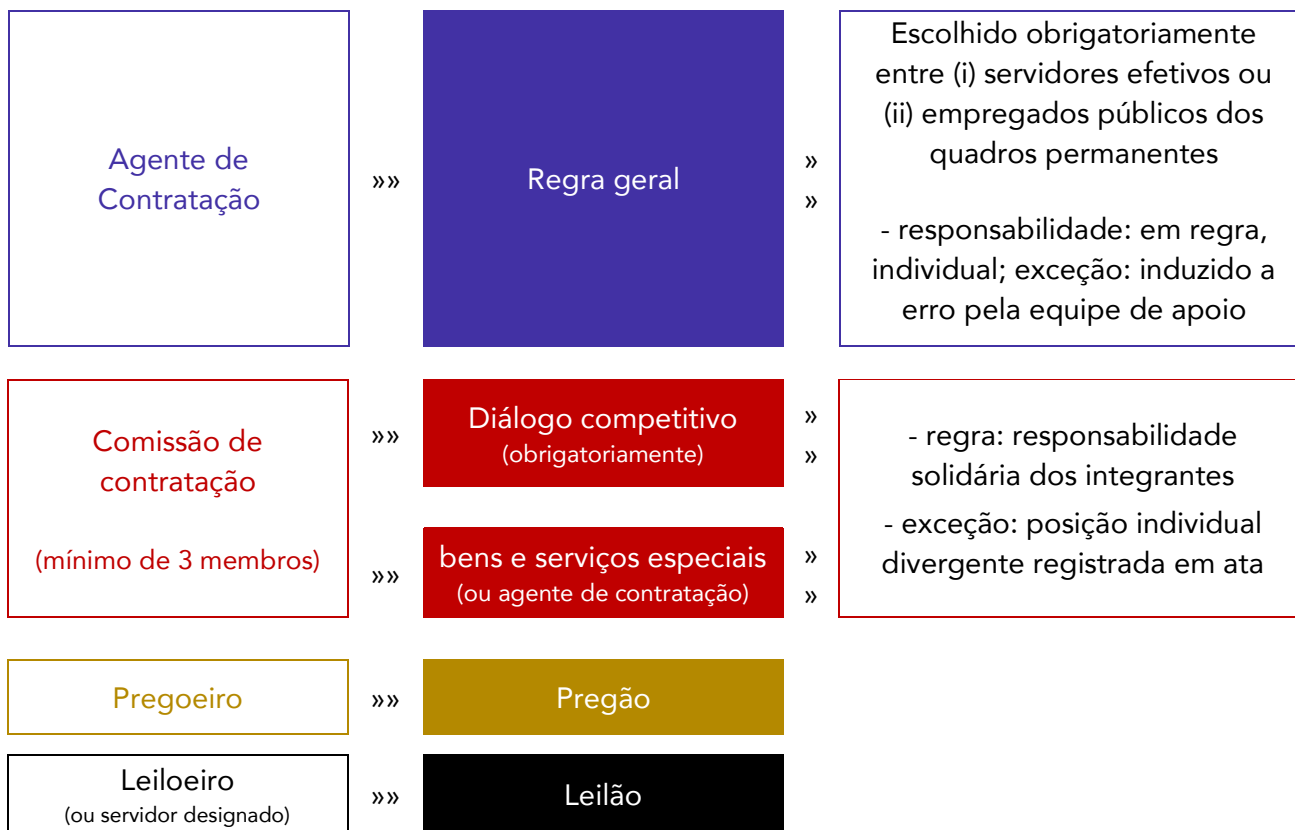 Agente de
Contratação
»»
Regra geral
»
»
Escolhido obrigatoriamente
entre (i) servidores efetivos ou
(ii) empregados públicos dos
quadros permanentes
- responsabilidade: em regra,
individual; exceção: induzido a
erro pela equipe de apoio
Comissão de
contratação
(mínimo de 3 membros)
»»
Diálogo competitivo
(obrigatoriamente)
»
»
»»
bens e serviços especiais
(ou agente de contratação)
»
»
- regra: responsabilidade
solidária dos integrantes
- exceção: posição individual
divergente registrada em ata
Pregoeiro
»»
Pregão
Leiloeiro
(ou servidor designado)
»»
Leilão